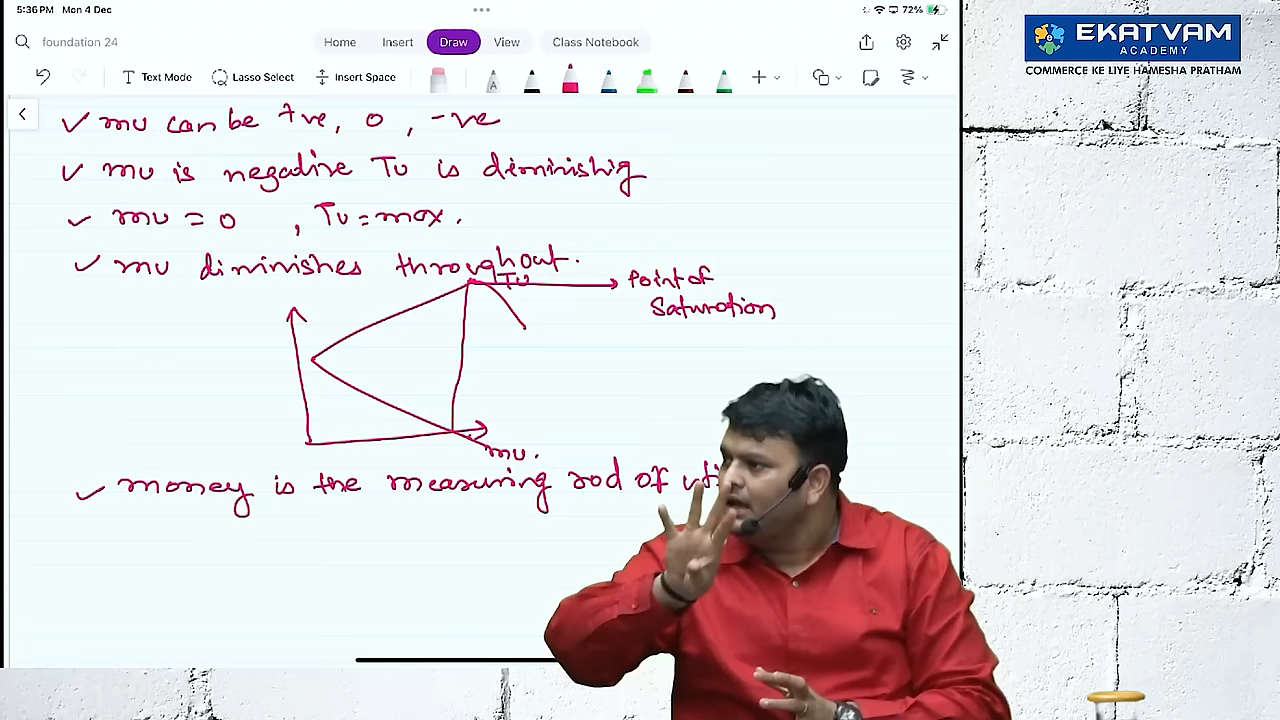 5:36 PM Mon 4 Dec
72%
foundation 24
Home Insert Draw View Class Notebook
Text Mode Lasso Select Insert Space
EKATVAM
ACADEMY
COMMERCE KE LIYE HAMESHA PRATHAM
mu can be +ve, 0, -ve
mu is negative Tu is diminishig
mu = 0 , Tu = max.
mu diminishes throughout.
Tu
Point of
Saturation
mu.
money is the measuring rod of